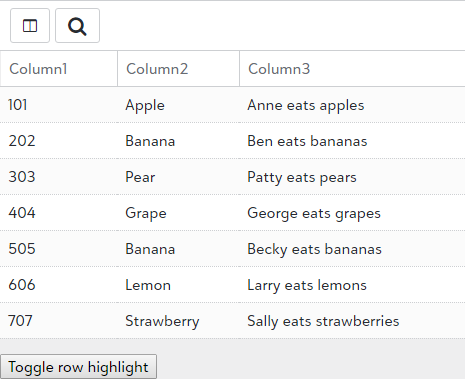 Column1 Column2 Column3
101 Apple Anne eats apples
202 Banana Ben eats bananas
303 Pear Patty eats pears
404 Grape George eats grapes
505 Banana Becky eats bananas
606 Lemon Larry eats lemons
707 Strawberry Sally eats strawberries
Toggle row highlight